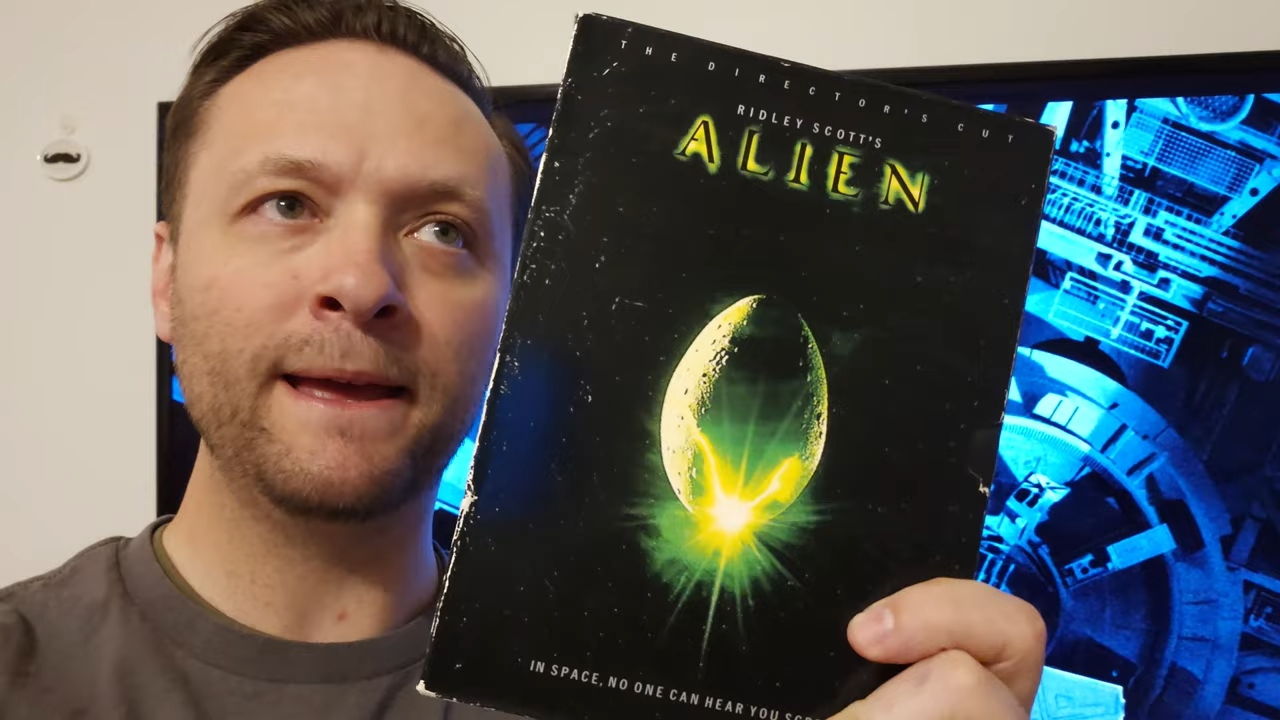 THE DIRECTOR'S CUT
RIDLEY SCOTT'S
ALIEN
IN SPACE, NO ONE CAN HEAR YOU